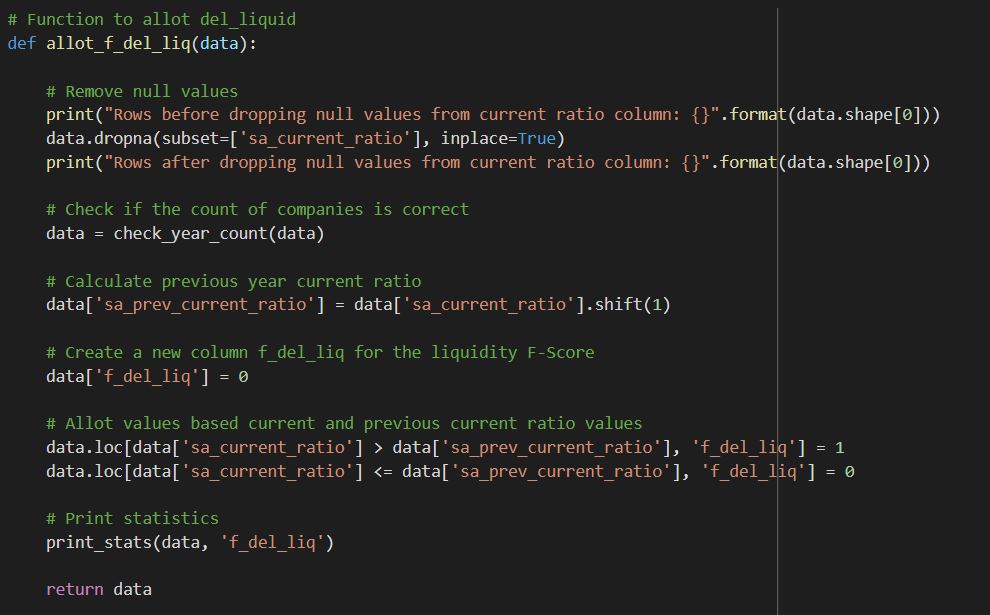 # Function to allot del_liquid
def allot_f_del_liq(data):
# Remove null values
print("Rows before dropping null values from current ratio column: {}".format(data.shape[0]))
data.dropna(subset=['sa_current_ratio'], inplace=True)
print("Rows after dropping null values from current ratio column: {}".format(data.shape[0]))
# Check if the count of companies is correct
data = check_year_count(data)
# Calculate previous year current ratio
data['sa_prev_current_ratio'] = data['sa_current_ratio'].shift(1)
# Create a new column f_del_liq for the liquidity F-Score
data['f_del_liq'] = 0
# Allot values based current and previous current ratio values
data.loc[data['sa_current_ratio'] > data['sa_prev_current_ratio'], 'f_del_liq'] = 1
data.loc[data['sa_current_ratio'] <= data['sa_prev_current_ratio'], 'f_del_liq'] = 0
# Print statistics
print_stats(data, 'f_del_liq')
return data